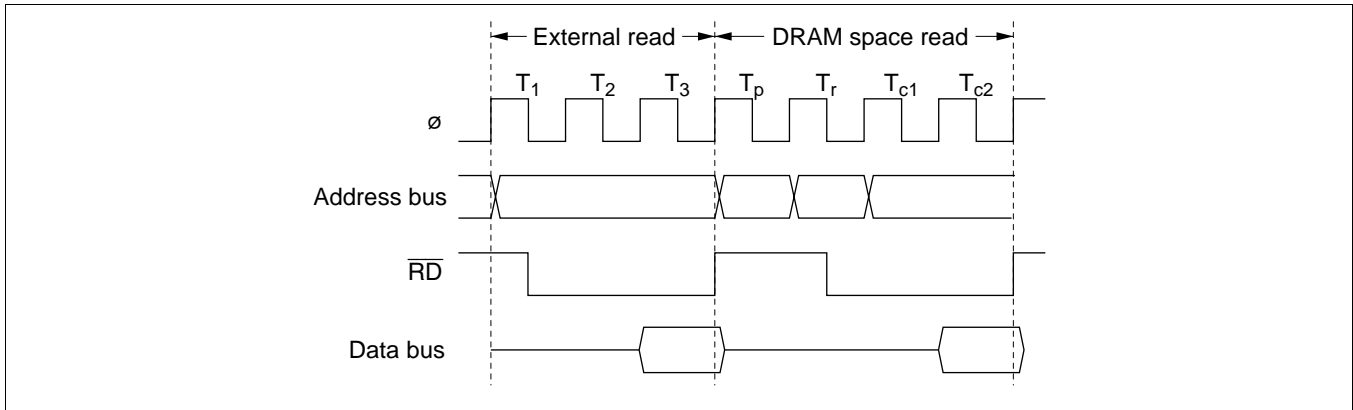 External read DRAM space read
T1 T2 T3 Tp Tr Tc1 Tc2
ø
Address bus
RD
Data bus